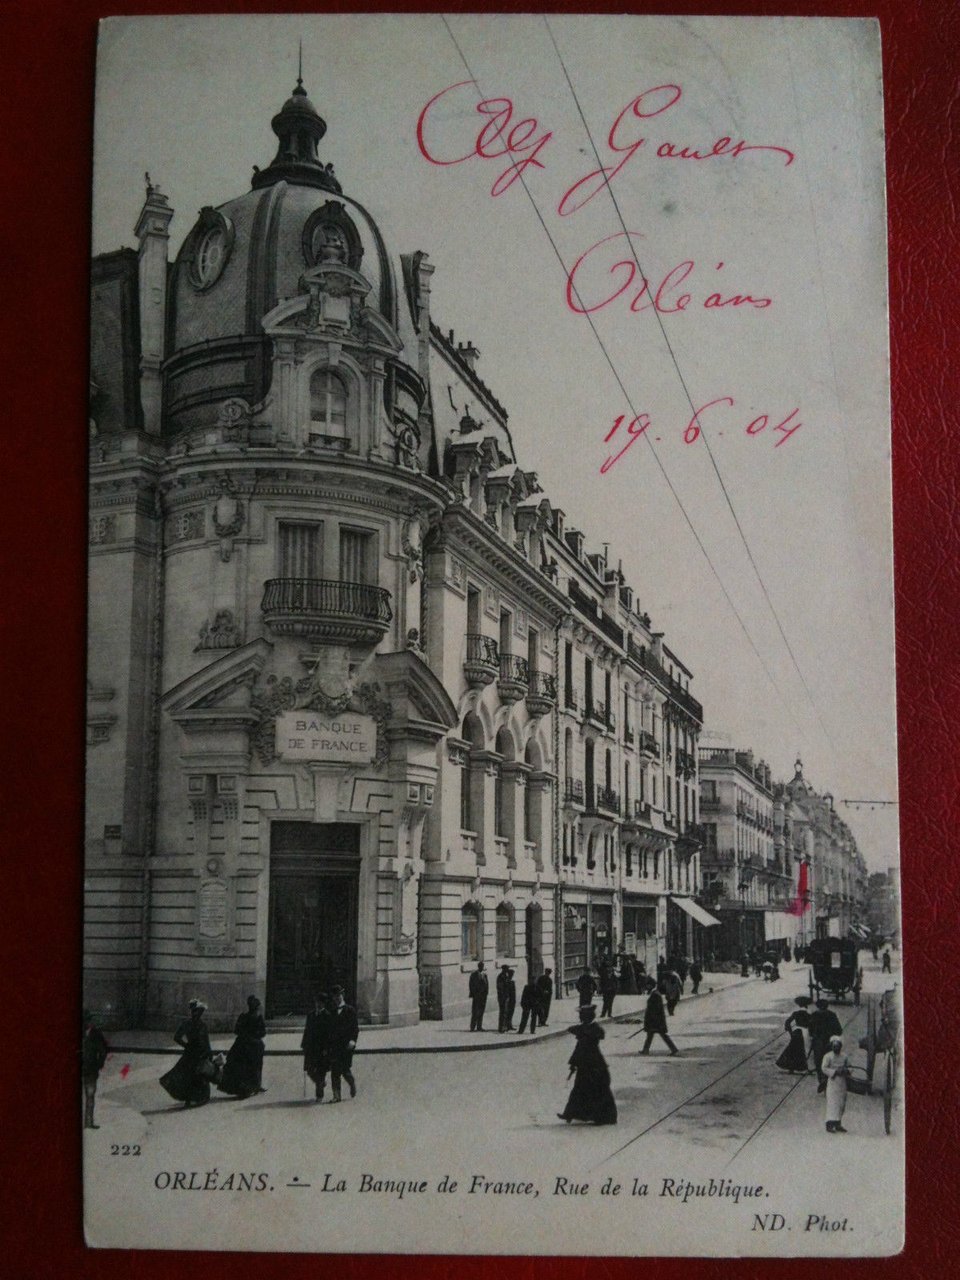 Gault
Orléans
19.6.04
BANQUE
DE FRANCE
222
ORLÉANS. — La Banque de France, Rue de la République.
ND. Phot.